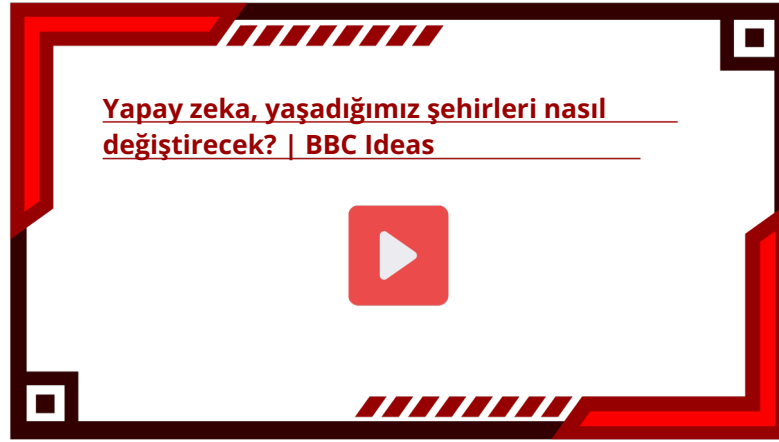 Yapay zeka, yaşadığımız şehirleri nasıl
değiştirecek? | BBC Ideas